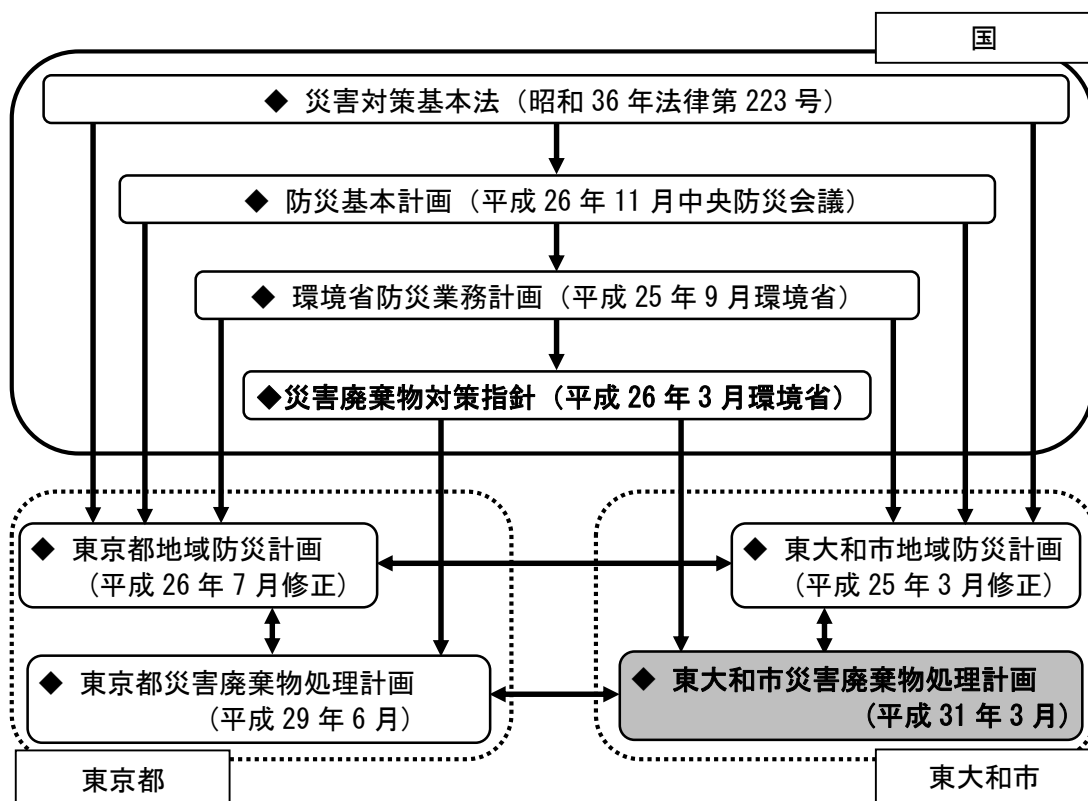 国
◆ 災害対策基本法（昭和 36 年法律第 223 号）
◆ 防災基本計画（平成 26 年 11 月中央防災会議）
◆ 環境省防災業務計画（平成 25 年 9 月環境省）
◆災害廃棄物対策指針（平成 26 年 3 月環境省）
◆ 東京都地域防災計画
（平成 26 年 7 月修正）
◆ 東大和市地域防災計画
（平成 25 年 3 月修正）
◆ 東京都災害廃棄物処理計画
（平成 29 年 6 月）
◆ 東大和市災害廃棄物処理計画
（平成 31 年 3 月）
東京都
東大和市